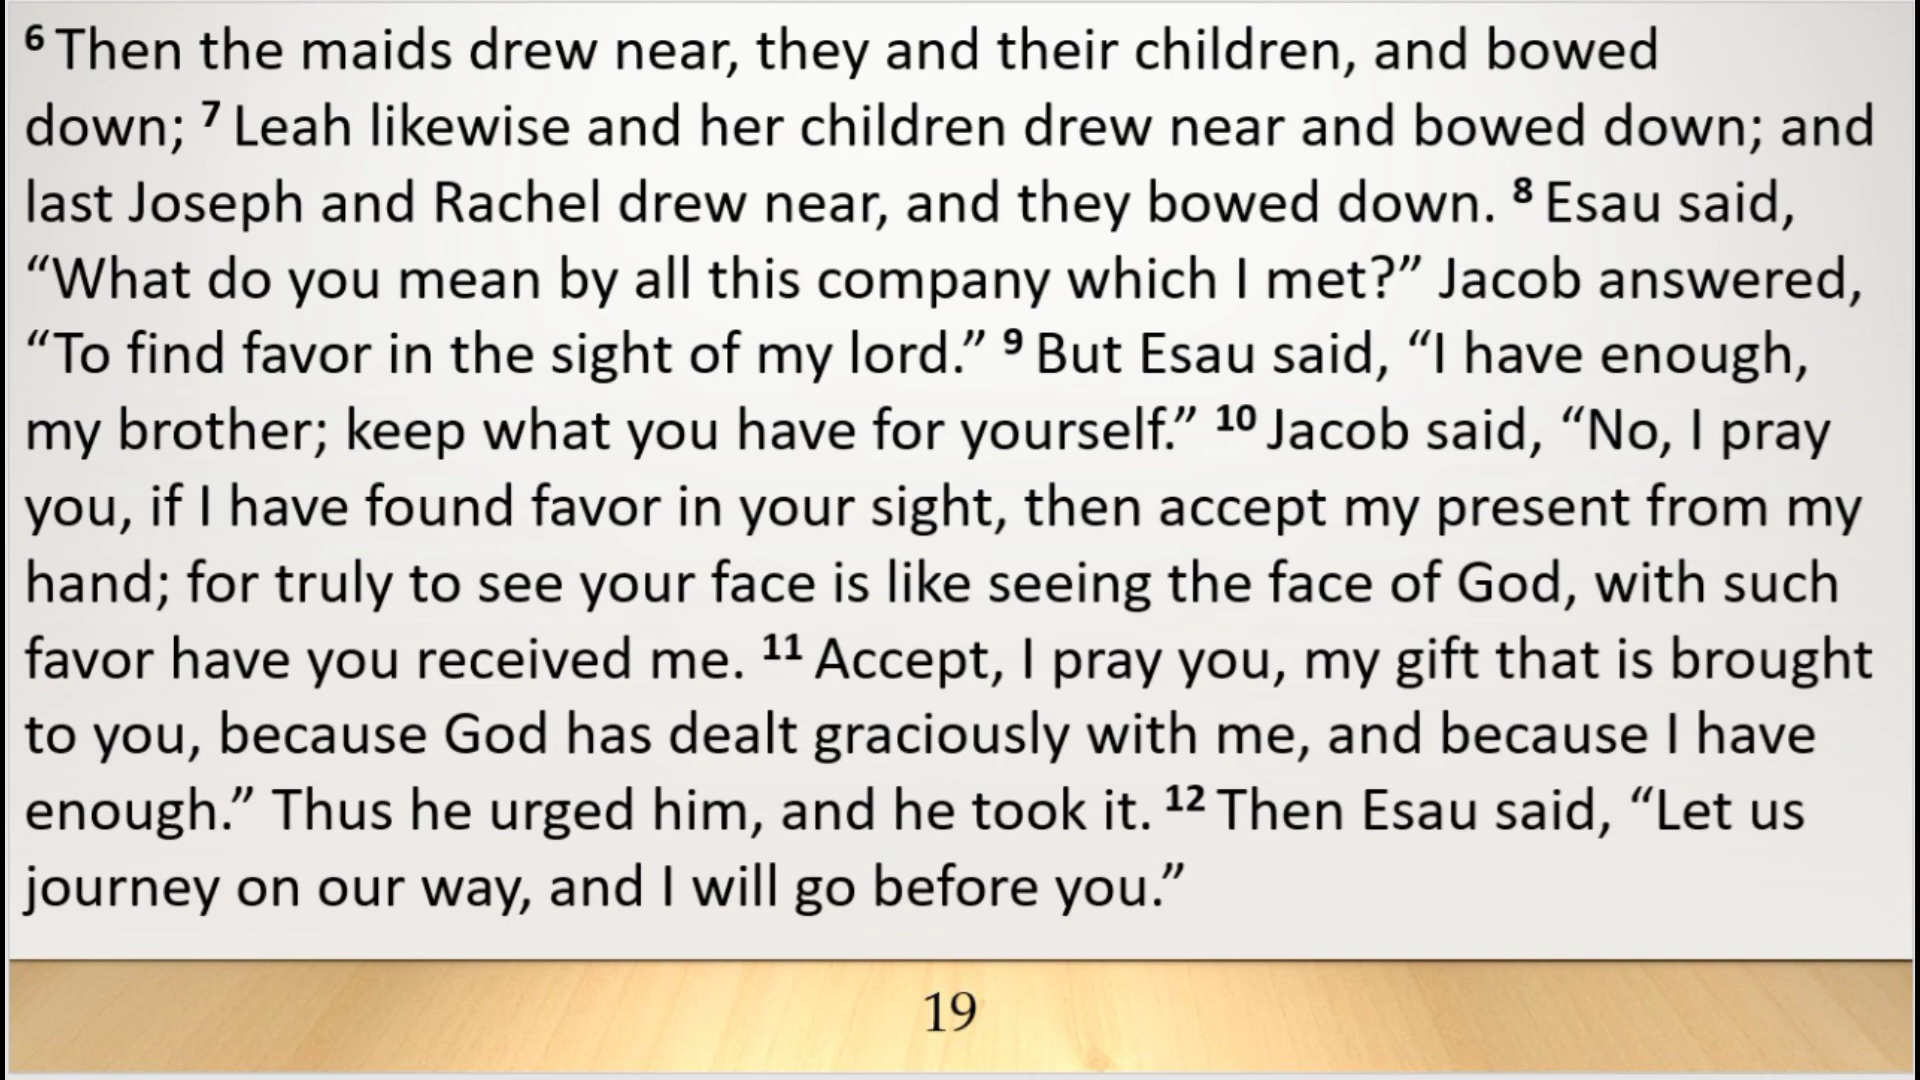 6 Then the maids drew near, they and their children, and bowed
down; 7 Leah likewise and her children drew near and bowed down; and
last Joseph and Rachel drew near, and they bowed down. 8 Esau said,
“What do you mean by all this company which I met?” Jacob answered,
“To find favor in the sight of my lord.” 9 But Esau said, “I have enough,
my brother; keep what you have for yourself.” 10 Jacob said, “No, I pray
you, if I have found favor in your sight, then accept my present from my
hand; for truly to see your face is like seeing the face of God, with such
favor have you received me. 11 Accept, I pray you, my gift that is brought
to you, because God has dealt graciously with me, and because I have
enough.” Thus he urged him, and he took it. 12 Then Esau said, “Let us
journey on our way, and I will go before you.”
19